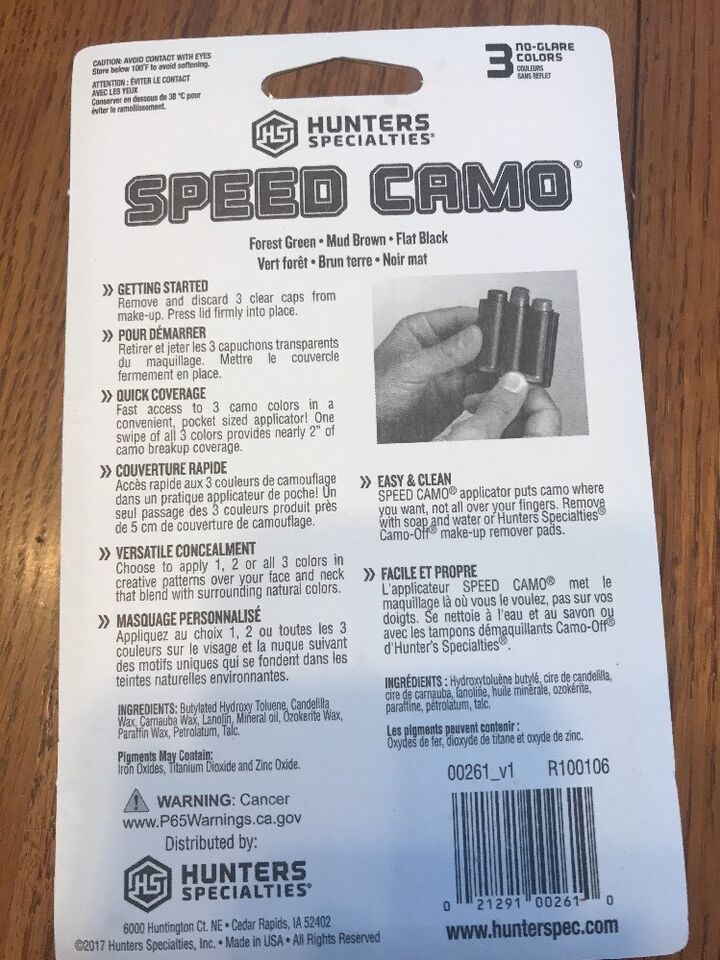 CAUTION: AVOID CONTACT WITH EYES
Store below 100°F to avoid softening.
ATTENTION : ÉVITER LE CONTACT
AVEC LES YEUX
Conserver en dessous de 38 °C pour
éviter le ramollissement.
3 NO-GLARE
COLORS
COULEURS
SANS REFLET
HS HUNTERS
SPECIALTIES®
SPEED CAMO®
Forest Green • Mud Brown • Flat Black
Vert forêt • Brun terre • Noir mat
» GETTING STARTED
Remove and discard 3 clear caps from
make-up. Press lid firmly into place.
» POUR DÉMARRER
Retirer et jeter les 3 capuchons transparents
du maquillage. Mettre le couvercle
fermement en place.
» QUICK COVERAGE
Fast access to 3 camo colors in a
convenient, pocket sized applicator! One
swipe of all 3 colors provides nearly 2" of
camo breakup coverage.
» COUVERTURE RAPIDE
Accès rapide aux 3 couleurs de camouflage
dans un pratique applicateur de poche! Un
seul passage des 3 couleurs produit près
de 5 cm de couverture de camouflage.
» VERSATILE CONCEALMENT
Choose to apply 1, 2 or all 3 colors in
creative patterns over your face and neck
that blend with surrounding natural colors.
» MASQUAGE PERSONNALISÉ
Appliquez au choix 1, 2 ou toutes les 3
couleurs sur le visage et la nuque suivant
des motifs uniques qui se fondent dans les
teintes naturelles environnantes.
INGREDIENTS: Butylated Hydroxy Toluene, Candelilla
Wax, Carnauba Wax, Lanolin, Mineral oil, Ozokerite Wax,
Paraffin Wax, Petrolatum, Talc.
Pigments May Contain:
Iron Oxides, Titanium Dioxide and Zinc Oxide.
WARNING: Cancer
www.P65Warnings.ca.gov
Distributed by:
HS HUNTERS
SPECIALTIES®
6000 Huntington Ct. NE • Cedar Rapids, IA 52402
©2017 Hunters Specialties, Inc. • Made in USA • All Rights Reserved
» EASY & CLEAN
SPEED CAMO® applicator puts camo where
you want, not all over your fingers. Remove
with soap and water or Hunters Specialties®
Camo-Off® make-up remover pads.
» FACILE ET PROPRE
L'applicateur SPEED CAMO® met le
maquillage là où vous le voulez, pas sur vos
doigts. Se nettoie à l'eau et au savon ou
avec les tampons démaquillants Camo-Off®
d'Hunter's Specialties®.
INGRÉDIENTS : Hydroxytoluène butylé, cire de candelilla,
cire de carnauba, lanoline, huile minérale, ozokérite,
paraffine, pétrolatum, talc.
Les pigments peuvent contenir :
Oxydes de fer, dioxyde de titane et oxyde de zinc.
00261_v1 R100106
0 21291 00261 0
www.hunterspec.com